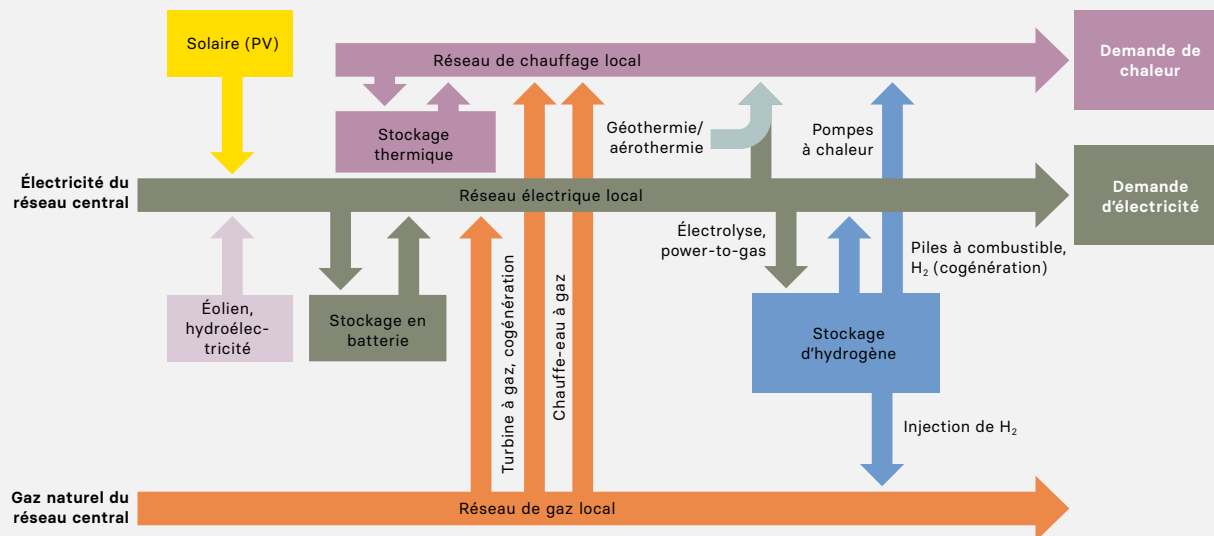 Solaire (PV)
Réseau de chauffage local
Demande de
chaleur
Stockage
thermique
Géothermie/
aérothermie
Pompes
à chaleur
Électricité du
réseau central
Réseau électrique local
Demande
d'électricité
Électrolyse,
power-to-gas
Piles à combustible,
H₂ (cogénération)
Éolien,
hydroélec-
tricité
Stockage en
batterie
Turbine à gaz, cogénération
Chauffe-eau à gaz
Stockage
d'hydrogène
Injection de H₂
Gaz naturel du
réseau central
Réseau de gaz local